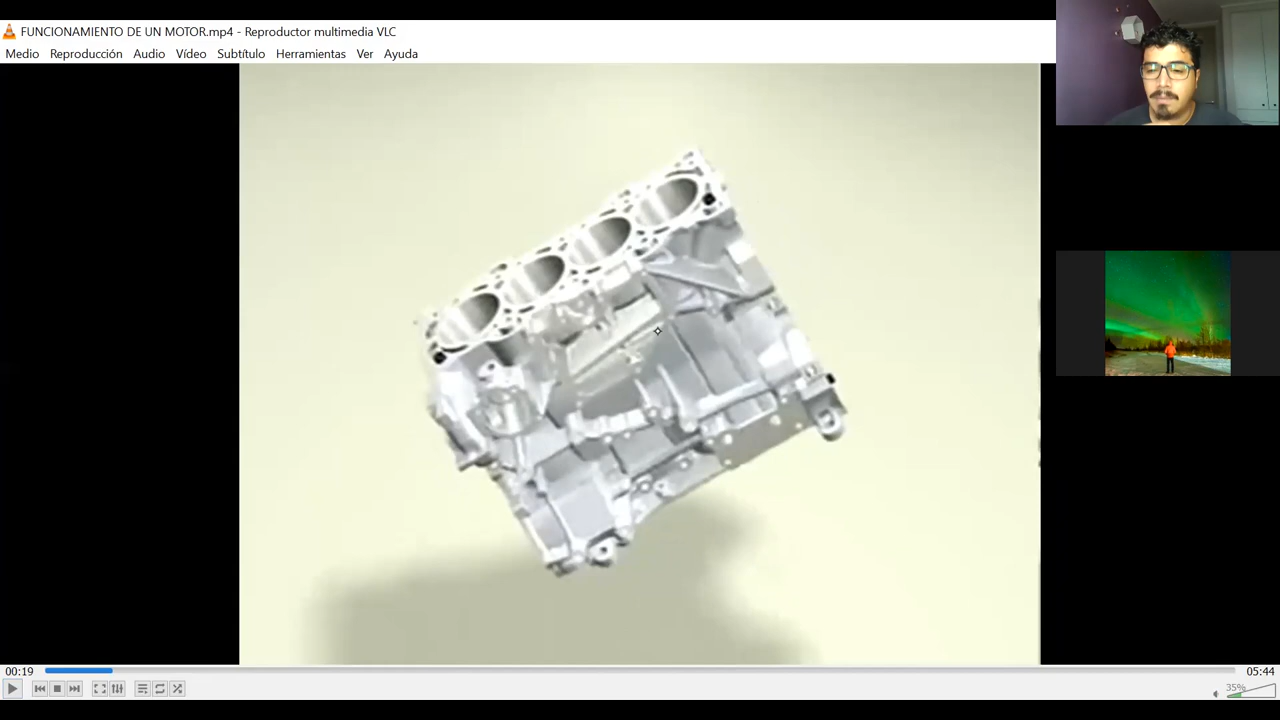 FUNCIONAMIENTO DE UN MOTOR.mp4 - Reproductor multimedia VLC
Medio Reproducción Audio Vídeo Subtítulo Herramientas Ver Ayuda
00:19 05:44
35%